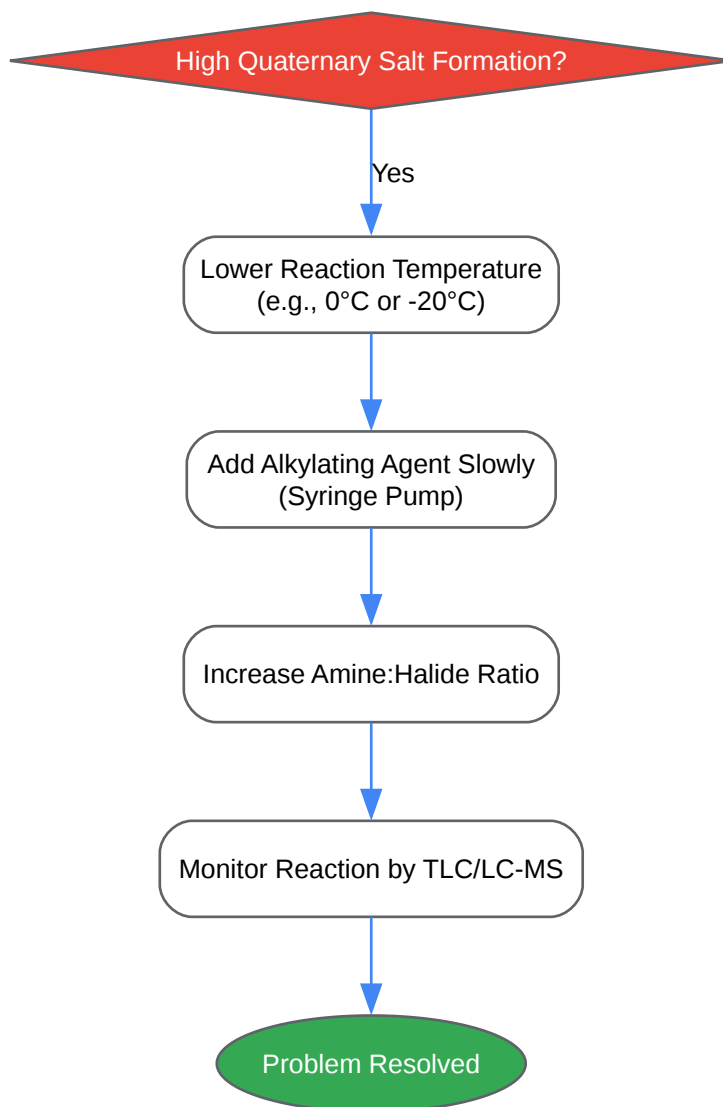 High Quaternary Salt Formation?
Yes
Lower Reaction Temperature
(e.g., 0°C or -20°C)
Add Alkylating Agent Slowly
(Syringe Pump)
Increase Amine:Halide Ratio
Monitor Reaction by TLC/LC-MS
Problem Resolved